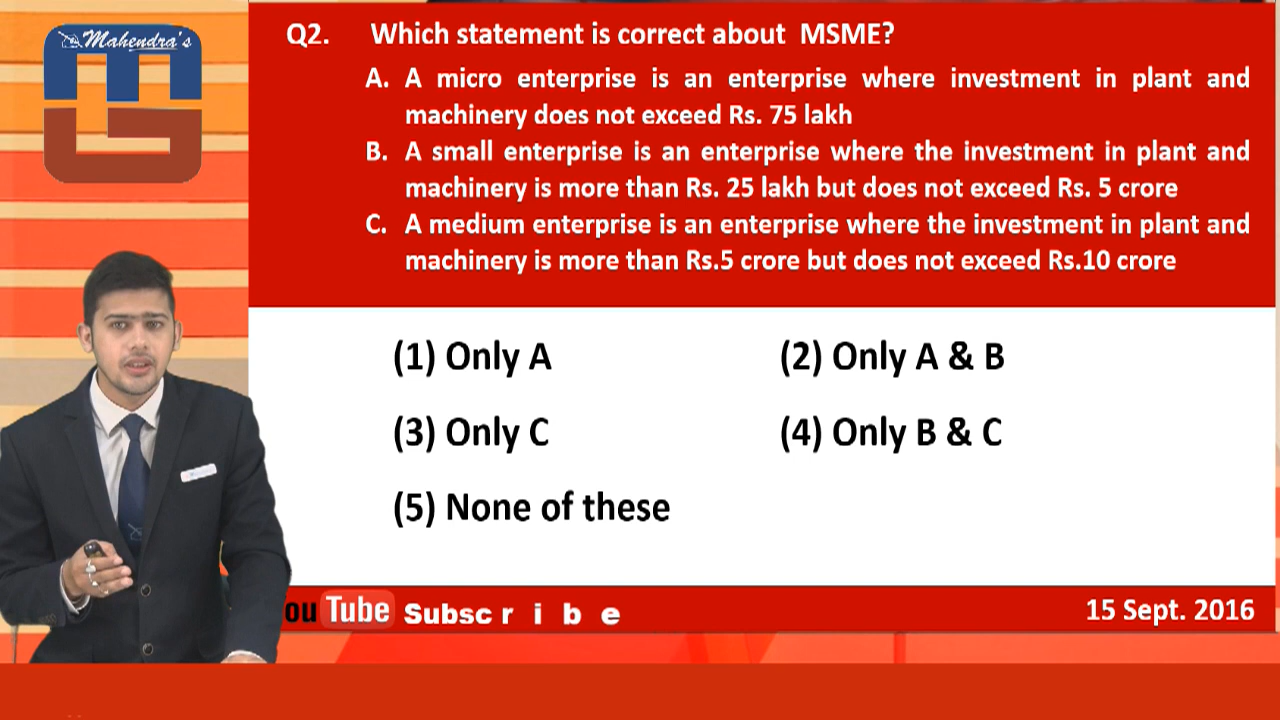 Mahendra's
Q2. Which statement is correct about MSME?
A. A micro enterprise is an enterprise where investment in plant and
machinery does not exceed Rs. 75 lakh
B. A small enterprise is an enterprise where the investment in plant and
machinery is more than Rs. 25 lakh but does not exceed Rs. 5 crore
C. A medium enterprise is an enterprise where the investment in plant and
machinery is more than Rs.5 crore but does not exceed Rs.10 crore
(1) Only A (2) Only A & B
(3) Only C (4) Only B & C
(5) None of these
ou Tube Subscribe 15 Sept. 2016